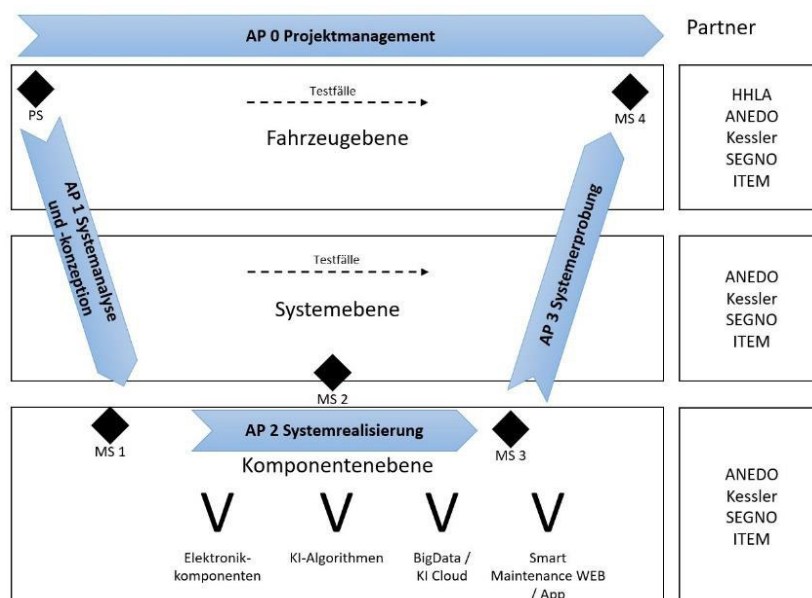 AP 0 Projektmanagement
Partner
PS
Testfälle
Fahrzeugebene
MS 4
HHLA
ANEDO
Kessler
SEGNO
ITEM
AP 1 Systemanalyse
und -konzeption
AP 3 Systemerprobung
Testfälle
Systemebene
MS 2
ANEDO
Kessler
SEGNO
ITEM
MS 1
AP 2 Systemrealisierung
MS 3
Komponentenebene
V V V V
Elektronik-
komponenten
KI-Algorithmen
BigData /
KI Cloud
Smart
Maintenance WEB
/ App
ANEDO
Kessler
SEGNO
ITEM